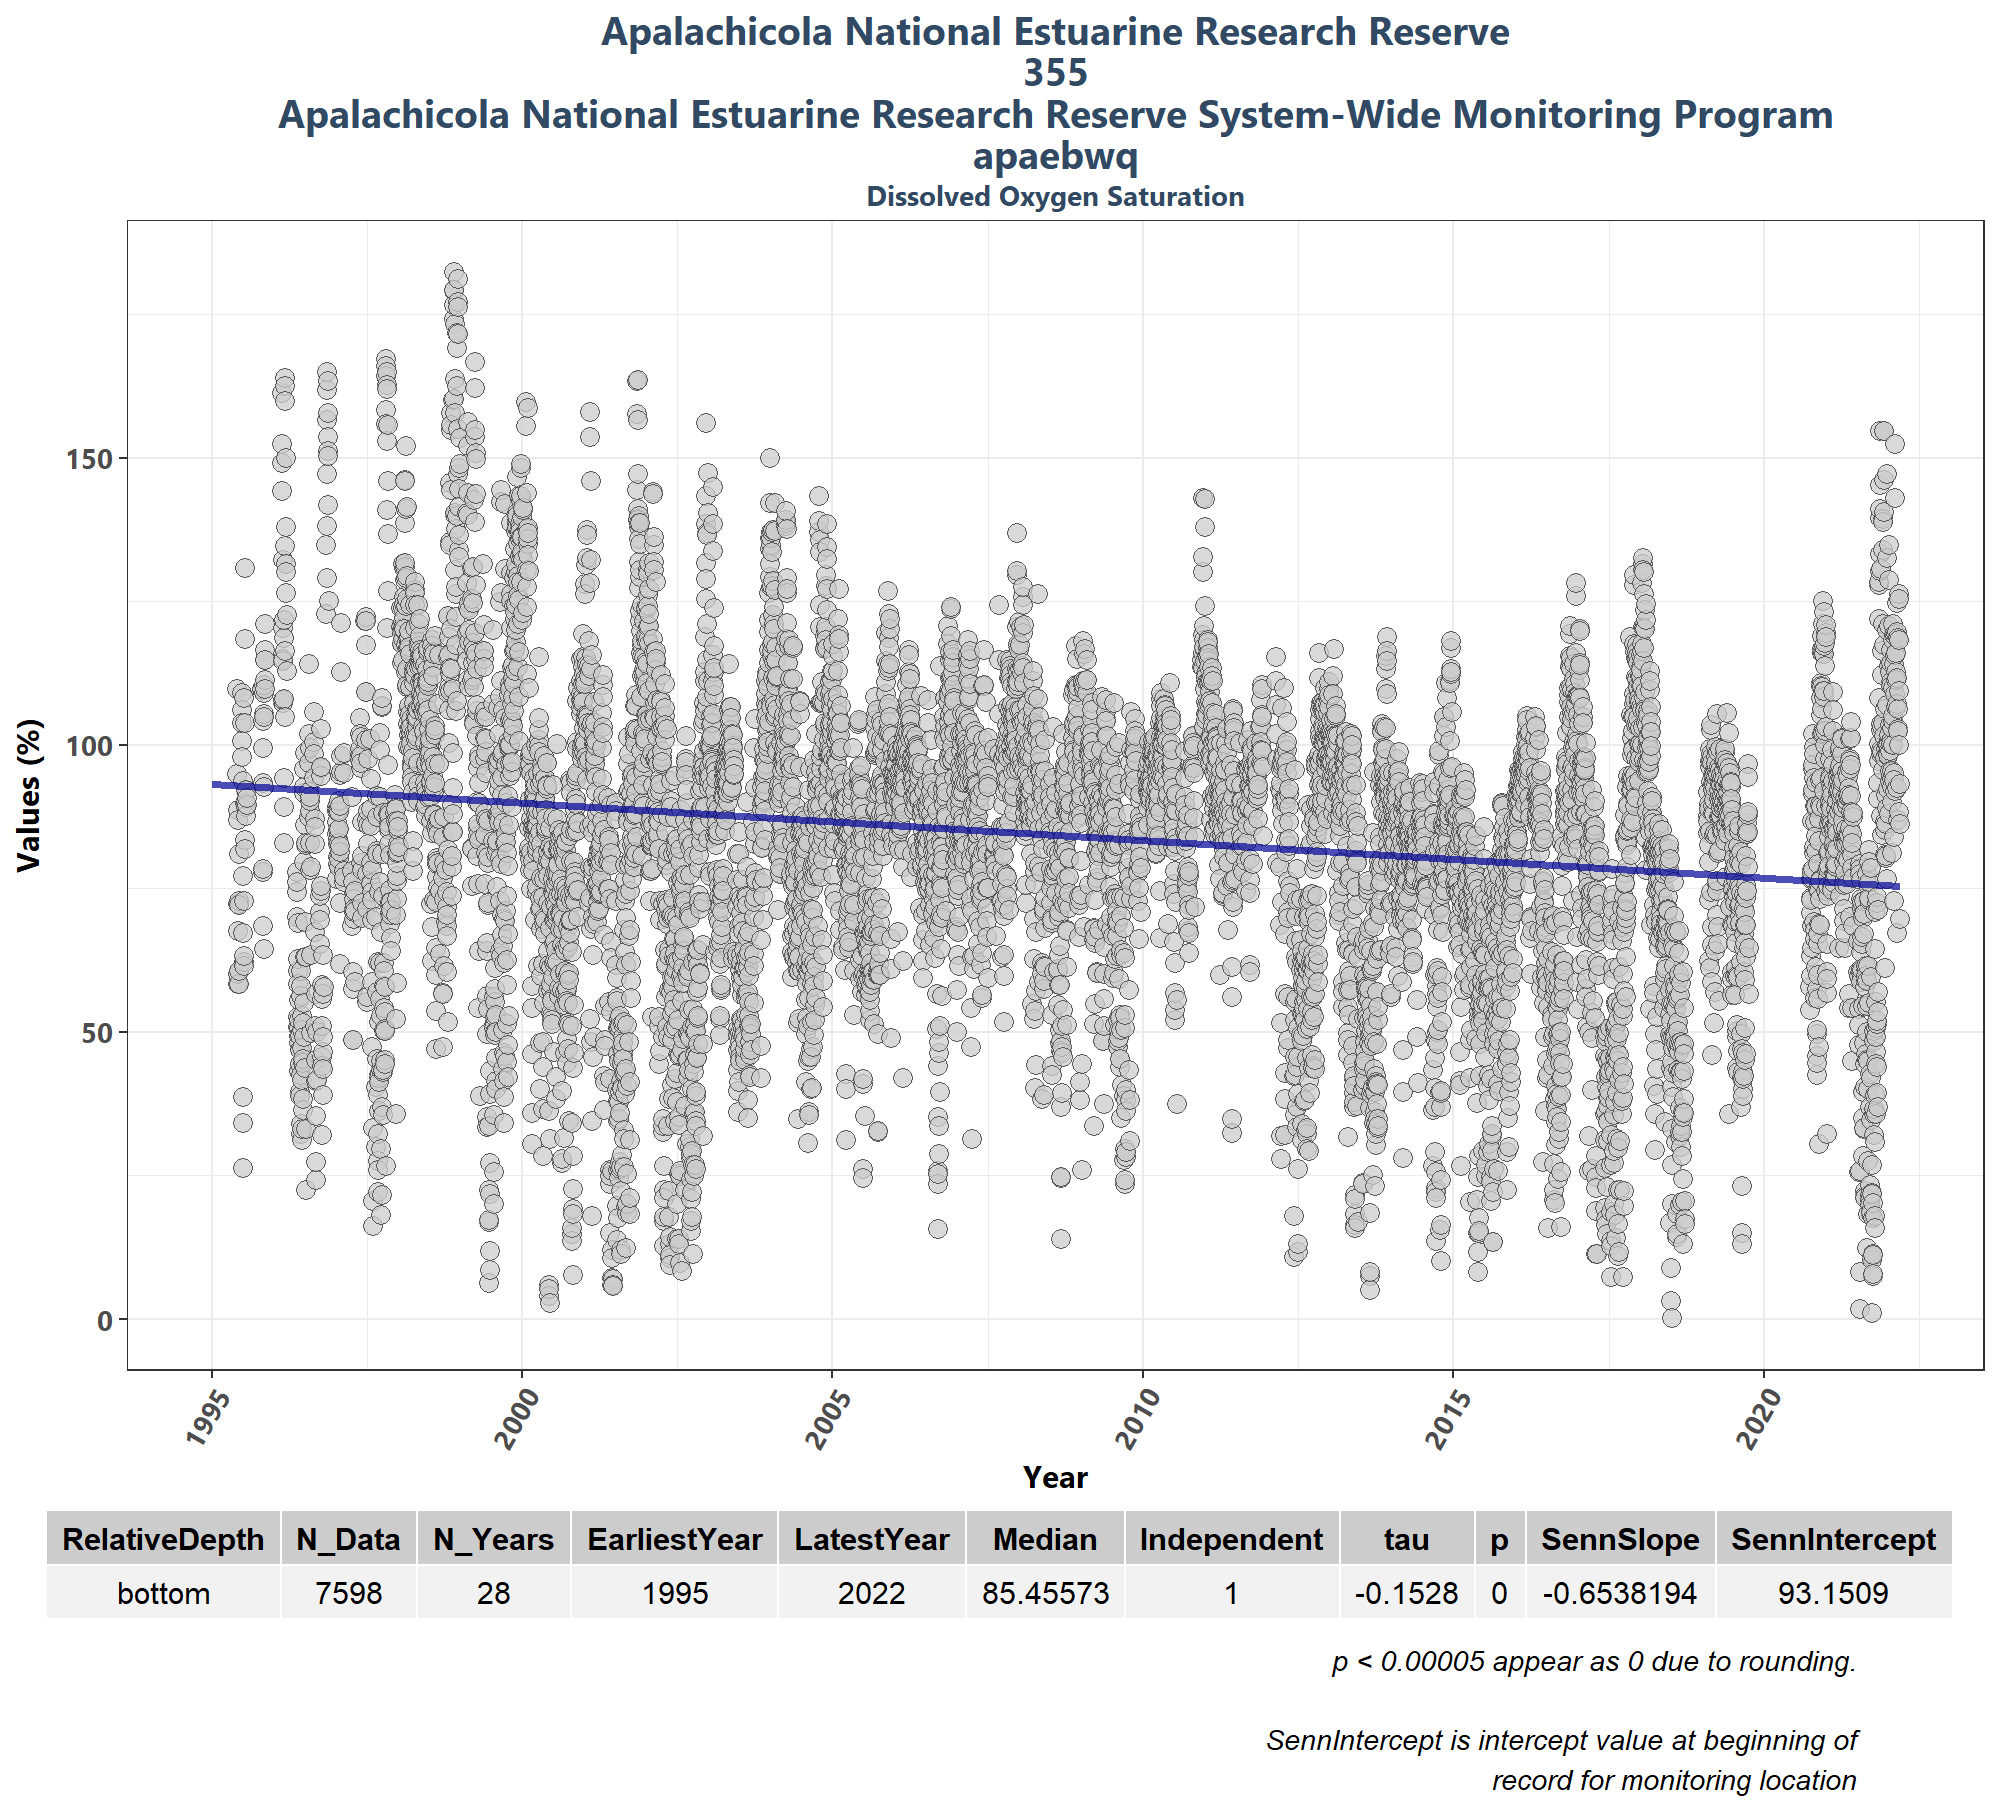 Apalachicola National Estuarine Research Reserve
355
Apalachicola National Estuarine Research Reserve System-Wide Monitoring Program
apaebwq
Dissolved Oxygen Saturation
Values (%)
150
100
50
0
1995
2000
2005
2010
2015
2020
Year
RelativeDepth N_Data N_Years EarliestYear LatestYear Median Independent tau p SennSlope SennIntercept
bottom 7598 28 1995 2022 85.45573 1 -0.1528 0 -0.6538194 93.1509
p < 0.00005 appear as 0 due to rounding.
SennIntercept is intercept value at beginning of
record for monitoring location